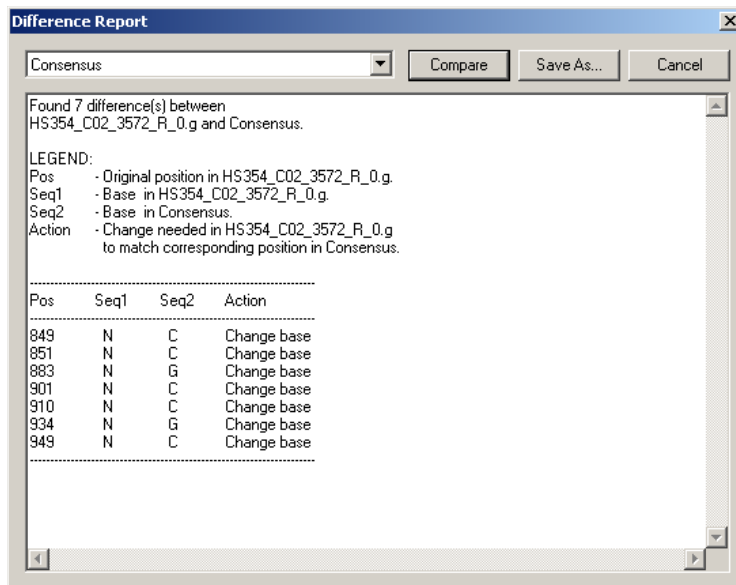 Difference Report
Consensus
Compare
Save As...
Cancel
Found 7 difference(s) between
HS354_C02_3572_R_0.g and Consensus.
LEGEND:
Pos - Original position in HS354_C02_3572_R_0.g.
Seq1 - Base in HS354_C02_3572_R_0.g.
Seq2 - Base in Consensus.
Action - Change needed in HS354_C02_3572_R_0.g
to match corresponding position in Consensus.
Pos Seq1 Seq2 Action
849 N C Change base
851 N C Change base
883 N G Change base
901 N C Change base
910 N C Change base
934 N G Change base
949 N C Change base